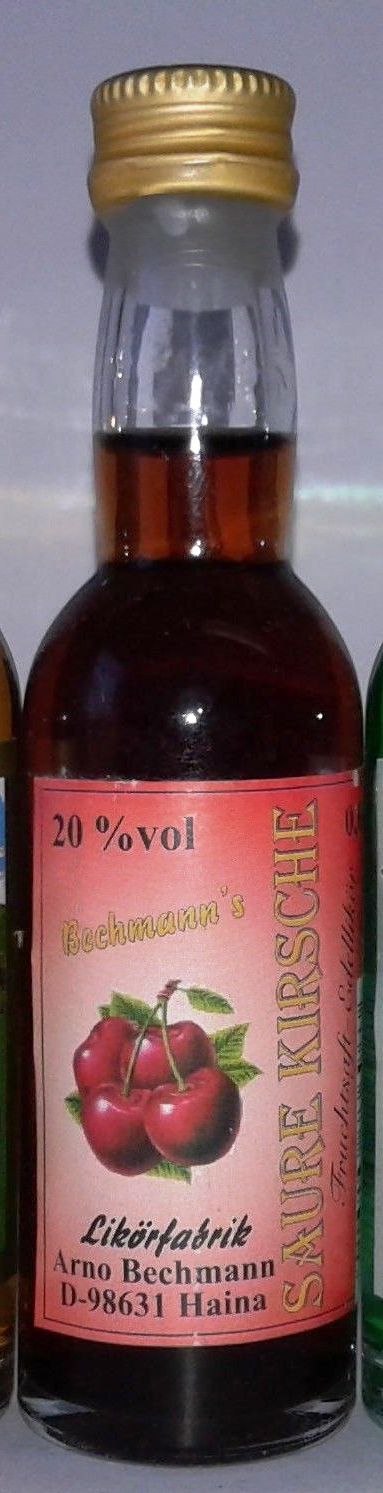 20 %vol
Bechmann's
SAURE KIRSCHE
Likörfabrik
Arno Bechmann
D-98631 Haina